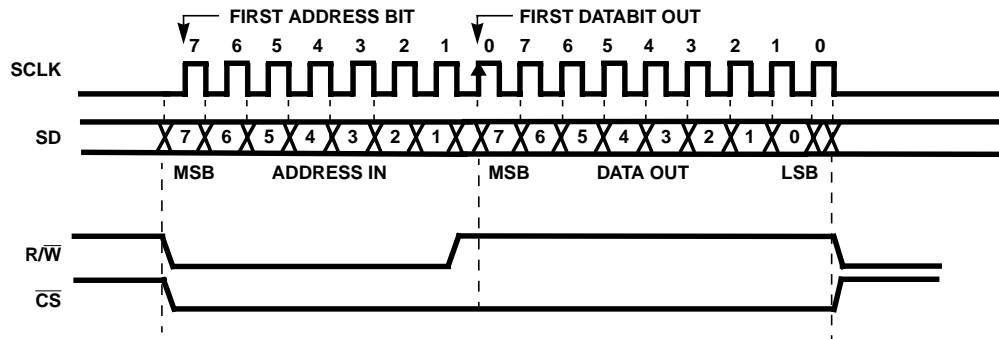 FIRST ADDRESS BIT FIRST DATABIT OUT
7 6 5 4 3 2 1 0 7 6 5 4 3 2 1 0
SCLK
SD 7 6 5 4 3 2 1 7 6 5 4 3 2 1 0
MSB ADDRESS IN MSB DATA OUT LSB
R/W̅
C̅S̅